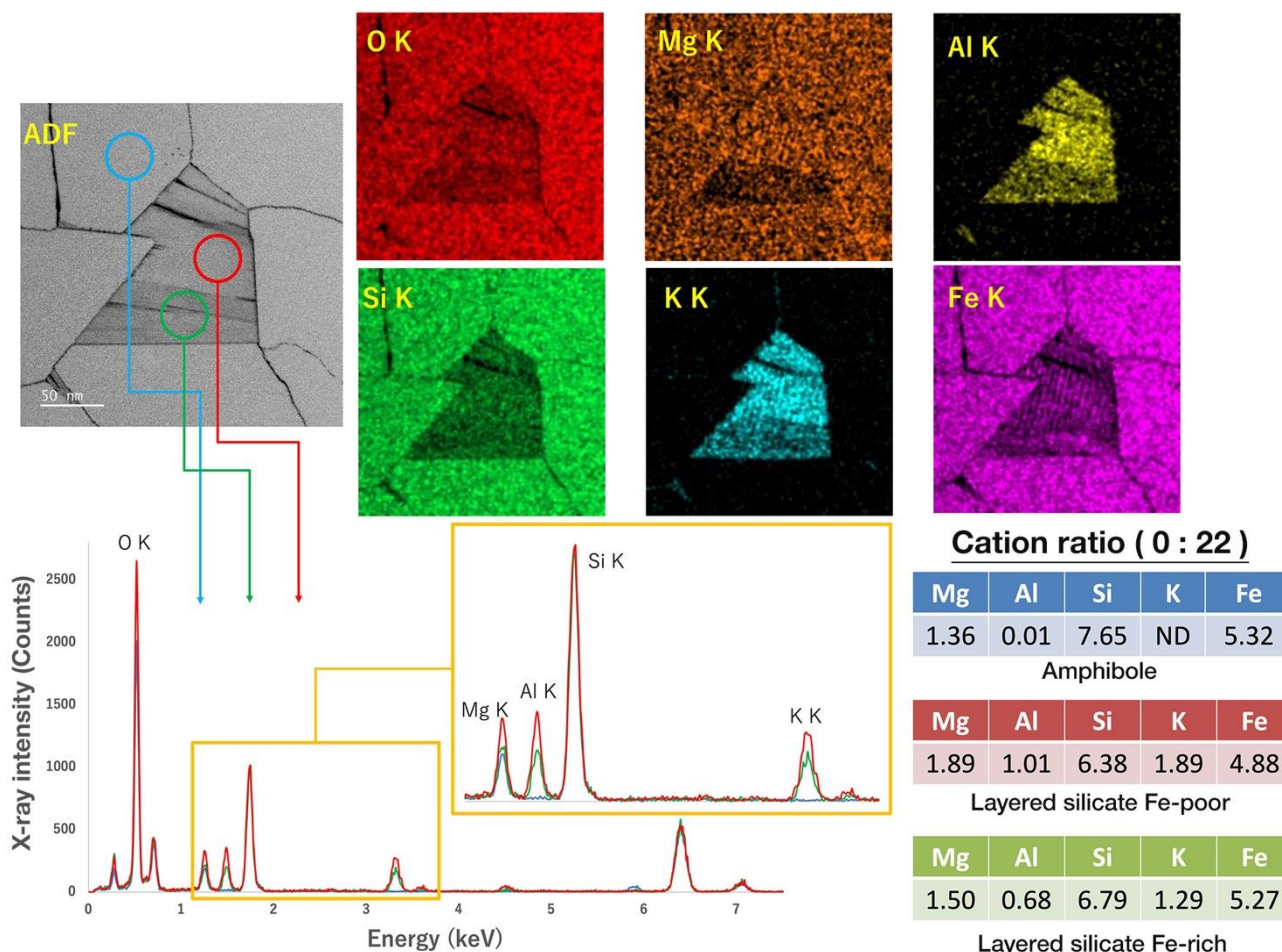 O K
Mg K
Al K
ADF
50 nm
Si K
K K
Fe K
O K
2500
2000
1500
1000
500
0
X-ray intensity (Counts)
0 1 2 3 4 5 6 7
Energy (keV)
Mg K
Al K
Si K
K K
Cation ratio ( 0 : 22 )
Mg Al Si K Fe
1.36 0.01 7.65 ND 5.32
Amphibole
Mg Al Si K Fe
1.89 1.01 6.38 1.89 4.88
Layered silicate Fe-poor
Mg Al Si K Fe
1.50 0.68 6.79 1.29 5.27
Layered silicate Fe-rich